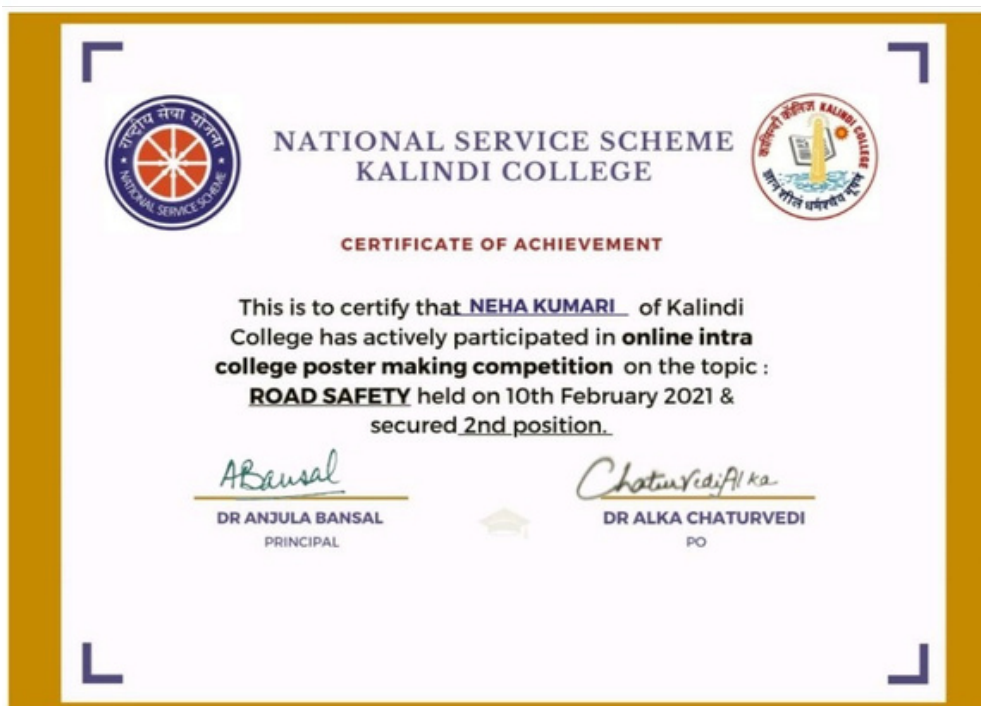 राष्ट्रीय सेवा योजना
NATIONAL SERVICE SCHEME
NATIONAL SERVICE SCHEME
KALINDI COLLEGE
कालिन्दी कॉलिज KALINDI COLLEGE
ज्ञान शीलं धर्मश्चैव भूषणं
CERTIFICATE OF ACHIEVEMENT
This is to certify that NEHA KUMARI of Kalindi
College has actively participated in online intra
college poster making competition on the topic :
ROAD SAFETY held on 10th February 2021 &
secured 2nd position.
ABansal
ChaturvediAlka
DR ANJULA BANSAL
DR ALKA CHATURVEDI
PRINCIPAL
PO